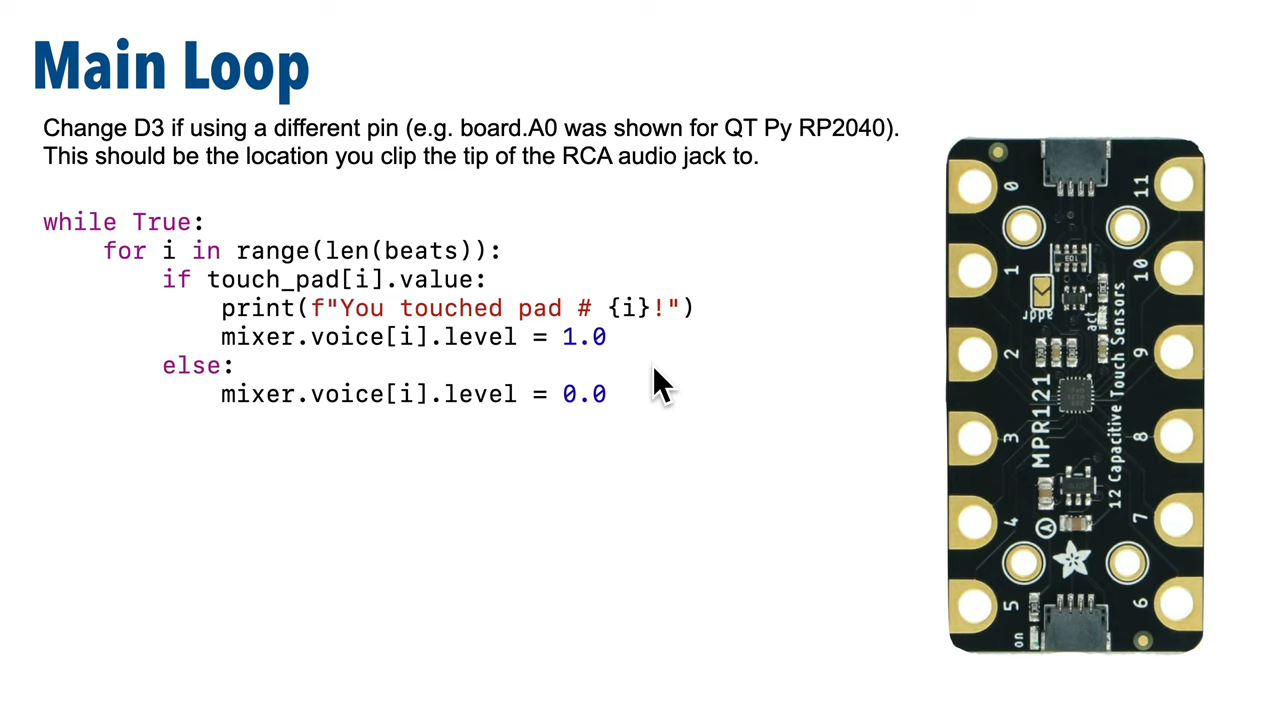 Main Loop
Change D3 if using a different pin (e.g. board.A0 was shown for QT Py RP2040).
This should be the location you clip the tip of the RCA audio jack to.
while True:
    for i in range(len(beats)):
        if touch_pad[i].value:
            print(f"You touched pad # {i}!")
            mixer.voice[i].level = 1.0
        else:
            mixer.voice[i].level = 0.0
0
1
2
3
4
5
11
10
9
8
7
6
addr
act
MPR121
12 Capacitive Touch Sensors
on